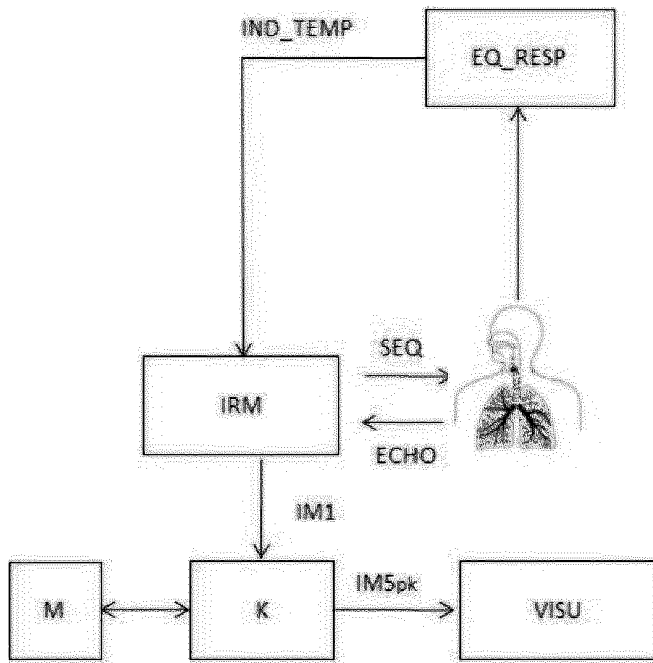 IND_TEMP
EQ_RESP
SEQ
IRM
ECHO
IM1
IM5pk
M
K
VISU